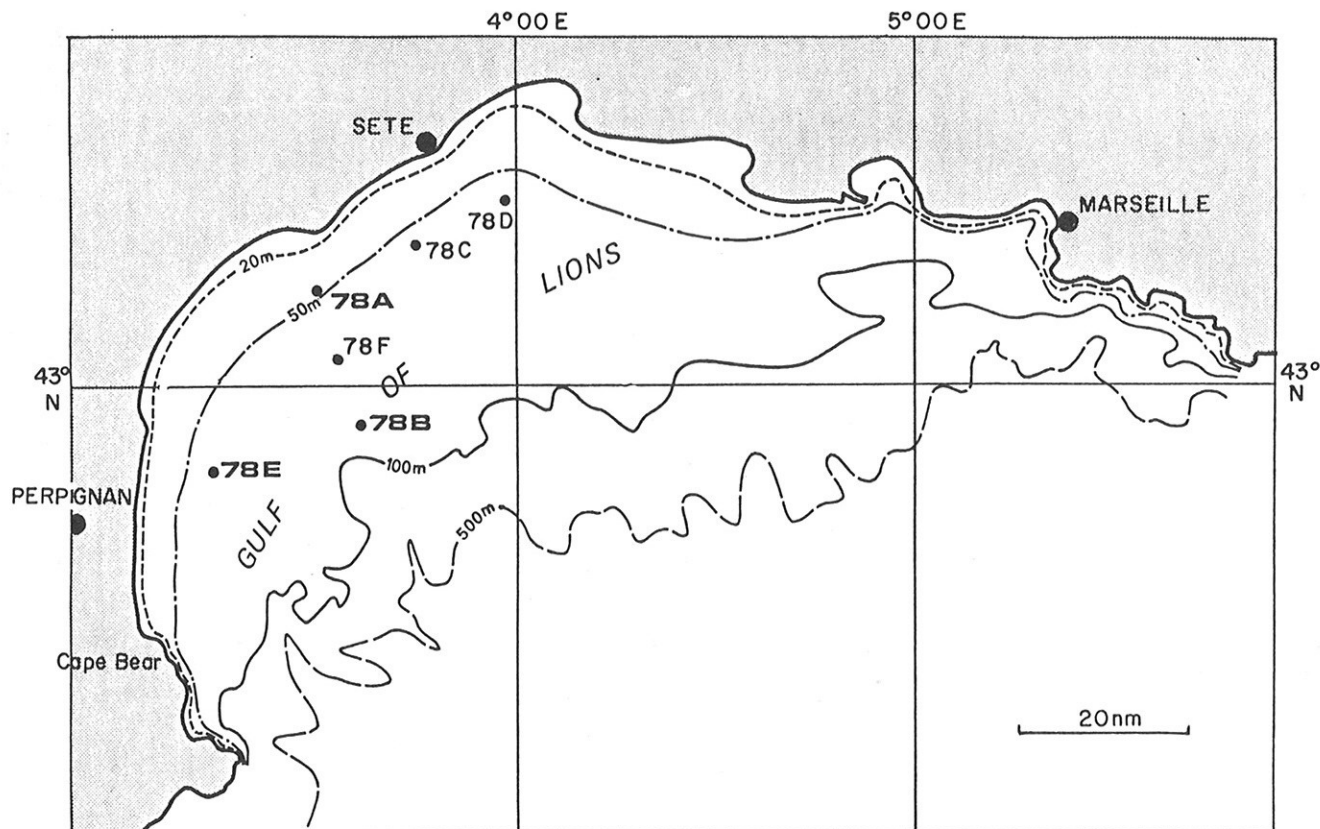 4°00E
5°00E
SETE
MARSEILLE
78D
78C
LIONS
20m
78A
50m
78F
43°
N
43°
N
OF
78B
100m
78E
PERPIGNAN
500m
GULF
Cape Bear
20nm